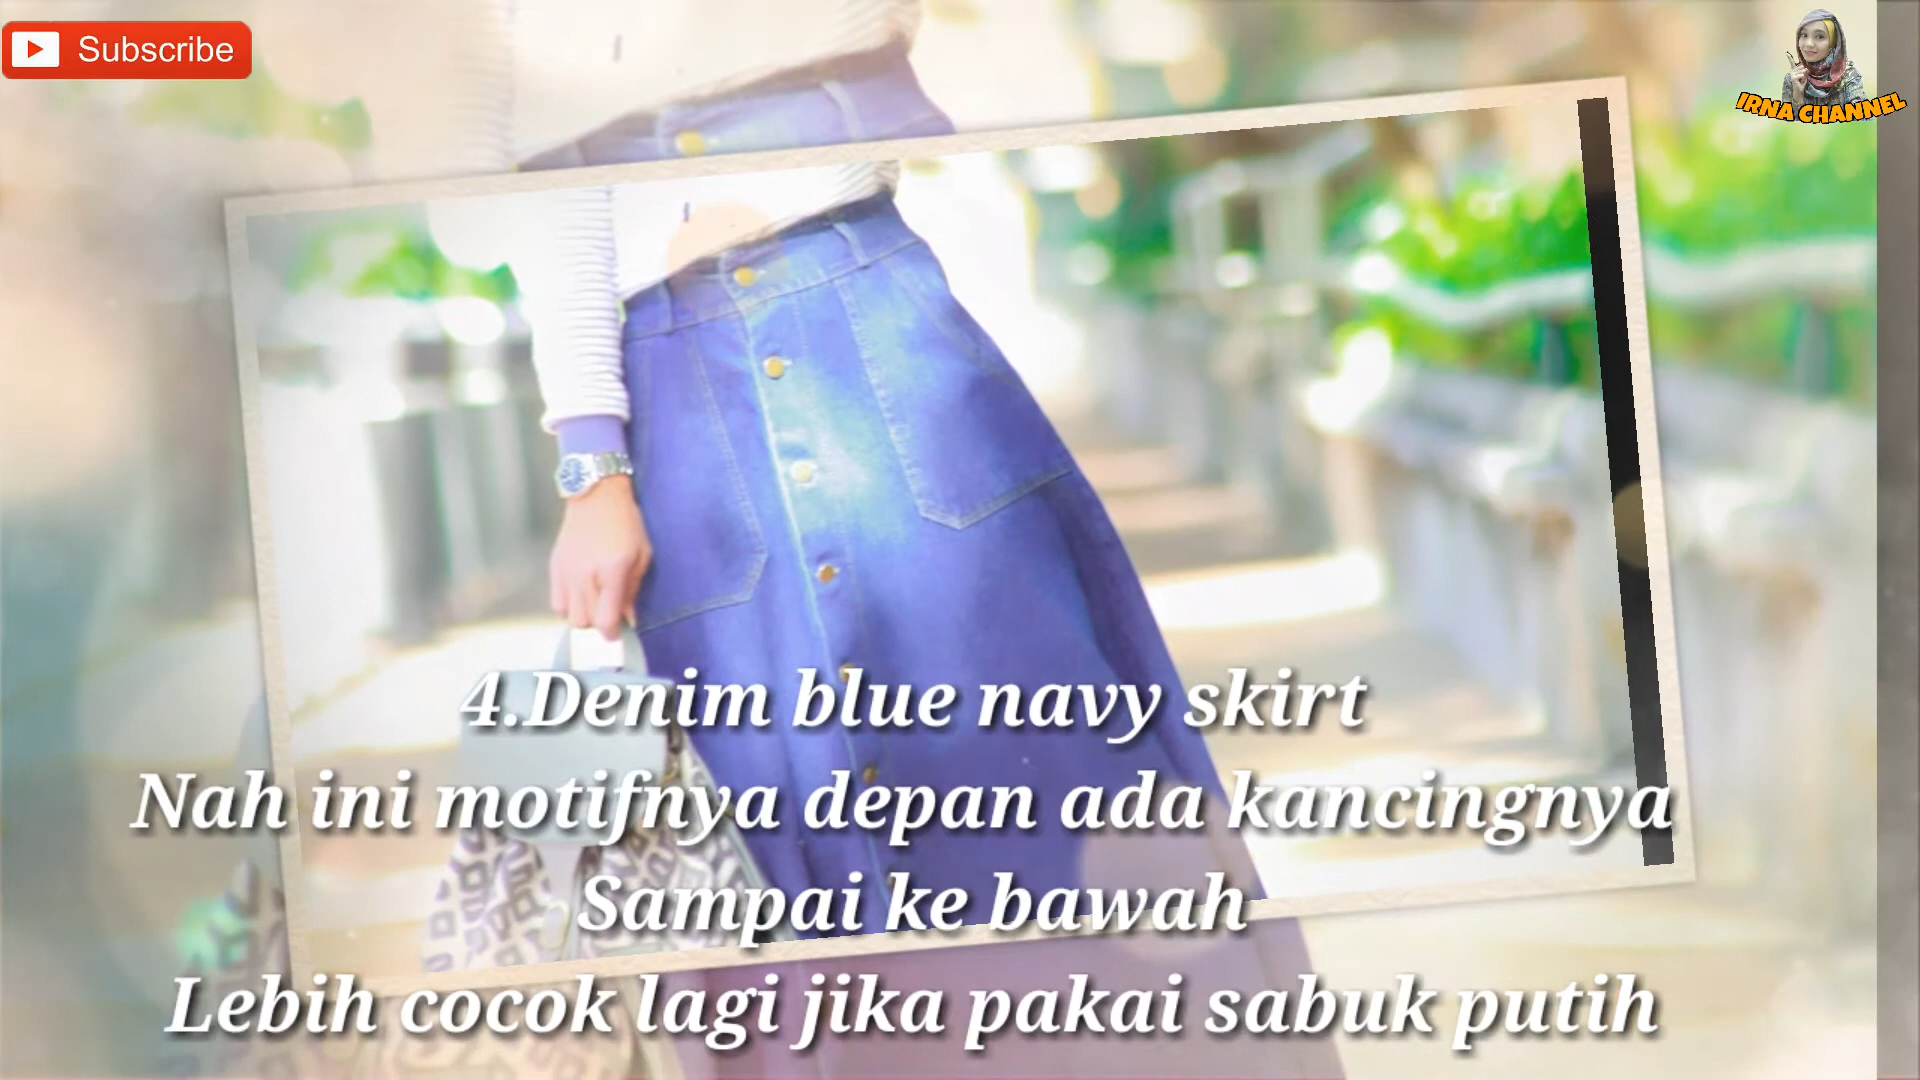 Subscribe
IRNA CHANNEL
4.Denim blue navy skirt
Nah ini motifnya depan ada kancingnya
Sampai ke bawah
Lebih cocok lagi jika pakai sabuk putih